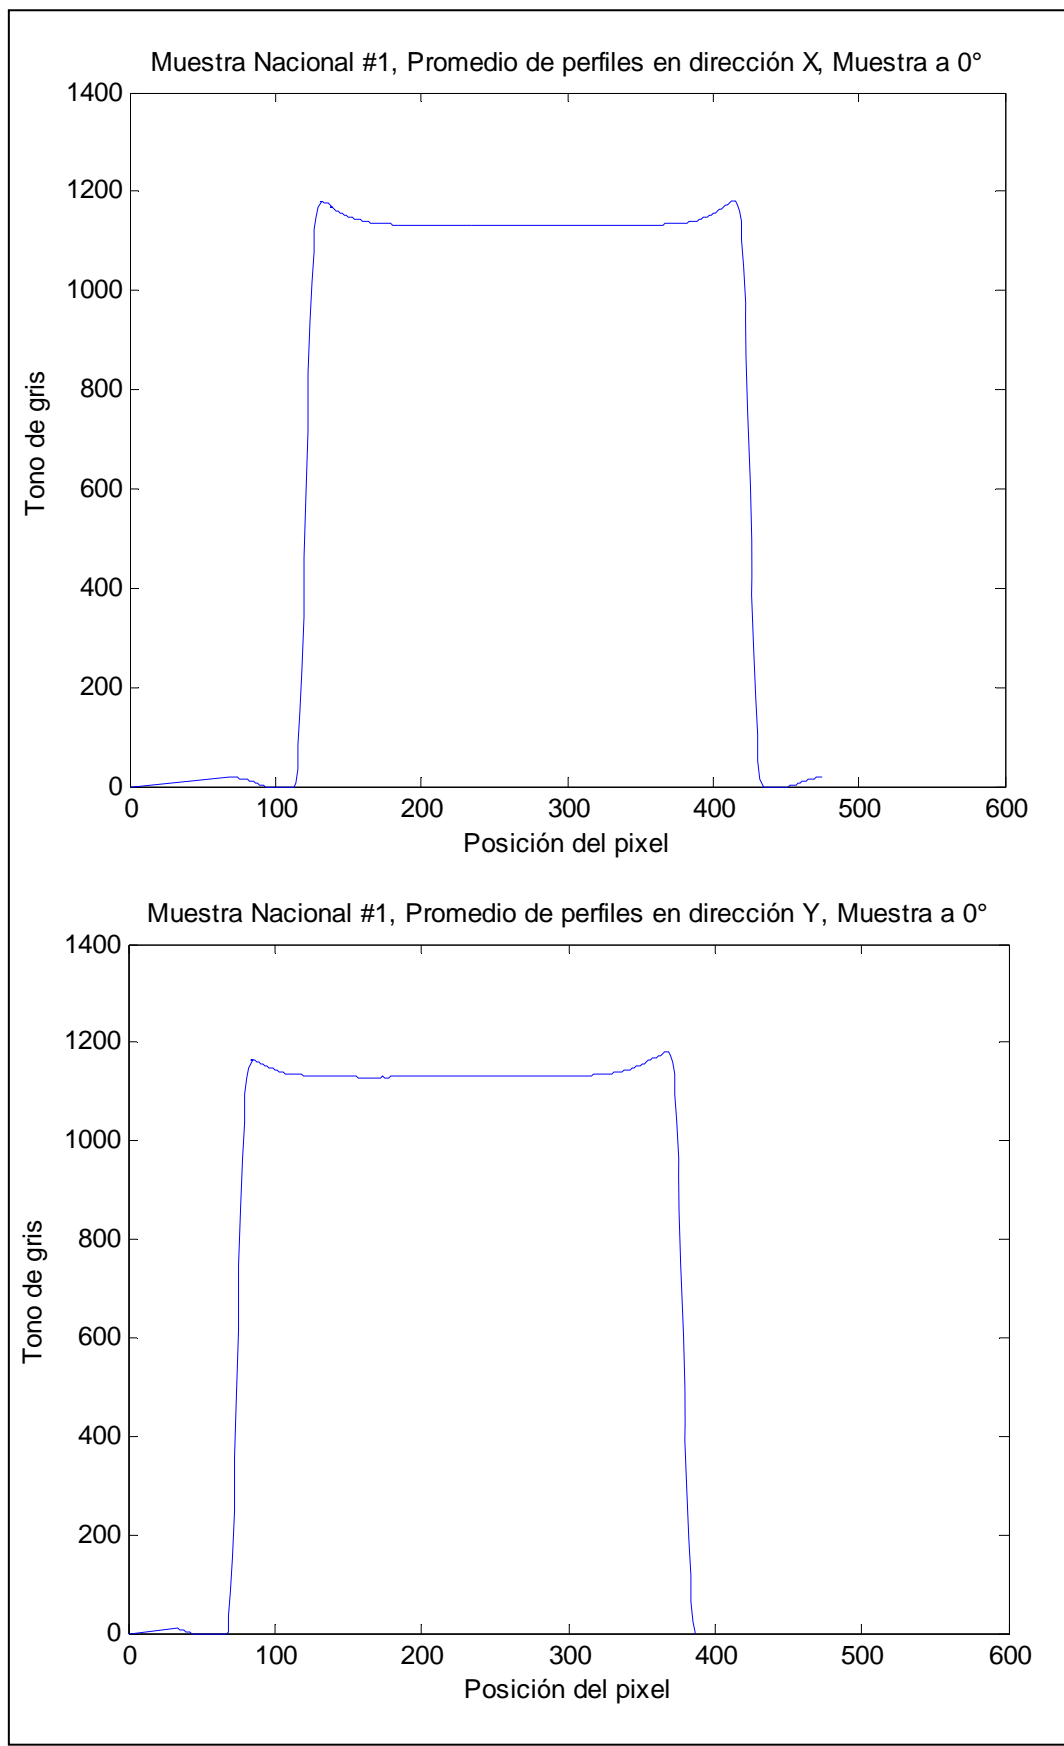 Muestra Nacional #1, Promedio de perfiles en dirección X, Muestra a 0°
1400
1200
1000
800
600
400
200
0
0 100 200 300 400 500 600
Tono de gris
Posición del pixel
Muestra Nacional #1, Promedio de perfiles en dirección Y, Muestra a 0°
1400
1200
1000
800
600
400
200
0
0 100 200 300 400 500 600
Tono de gris
Posición del pixel